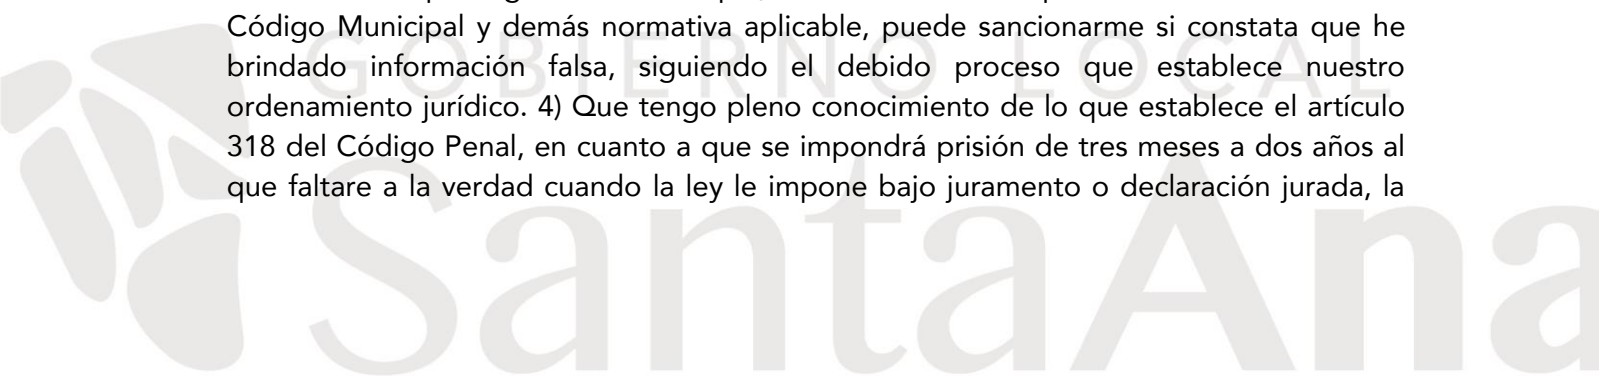 Código Municipal y demás normativa aplicable, puede sancionarme si constata que he
brindado información falsa, siguiendo el debido proceso que establece nuestro
ordenamiento jurídico. 4) Que tengo pleno conocimiento de lo que establece el artículo
318 del Código Penal, en cuanto a que se impondrá prisión de tres meses a dos años al
que faltare a la verdad cuando la ley le impone bajo juramento o declaración jurada, la
GOBIERNO LOCAL
SantaAna